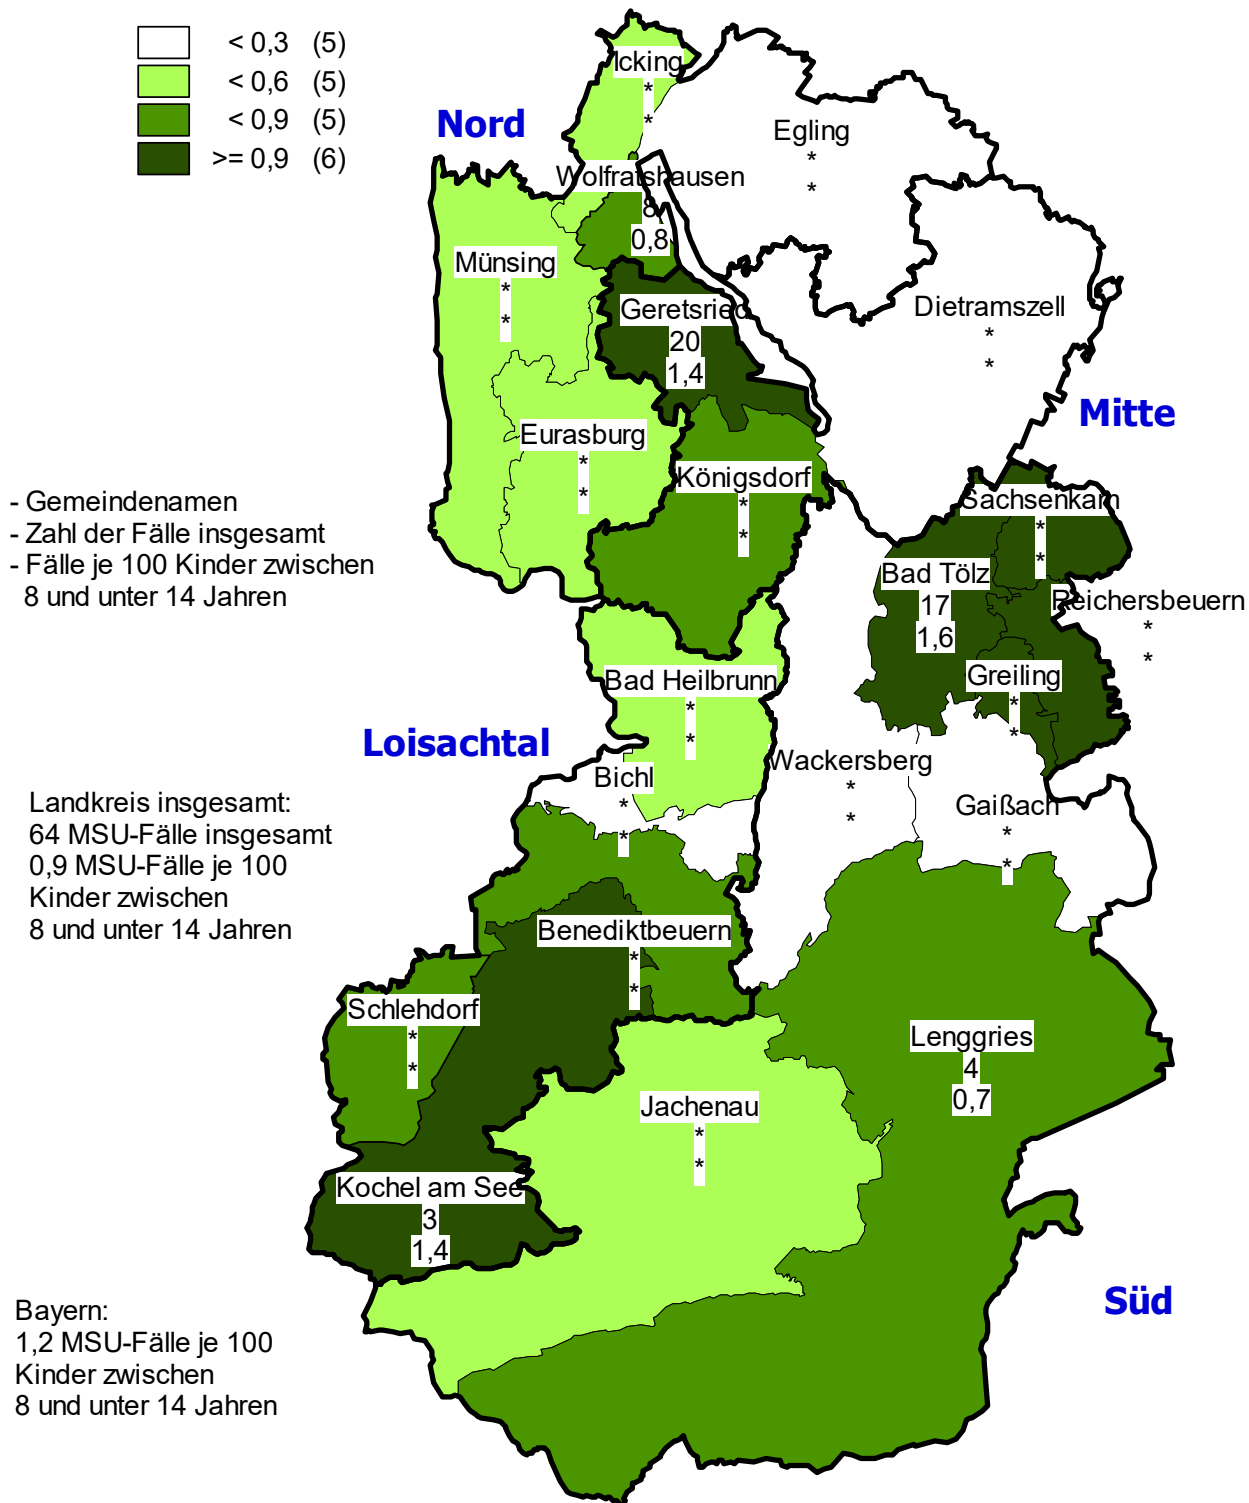 < 0,3 (5)
< 0,6 (5)
< 0,9 (5)
>= 0,9 (6)
Nord
Icking
*
*
Egling
*
*
Wolfratshausen
8
0,8
Münsing
*
*
Geretsried
20
1,4
Dietramszell
*
*
Mitte
Eurasburg
*
*
Königsdorf
*
*
- Gemeindenamen
- Zahl der Fälle insgesamt
- Fälle je 100 Kinder zwischen
8 und unter 14 Jahren
Sachsenkam
*
*
Bad Tölz
17
1,6
Reichersbeuern
*
*
Greiling
*
*
Bad Heilbrunn
*
*
Loisachtal
Bichl
*
*
Wackersberg
*
*
Gaißach
*
*
Landkreis insgesamt:
64 MSU-Fälle insgesamt
0,9 MSU-Fälle je 100
Kinder zwischen
8 und unter 14 Jahren
Benediktbeuern
*
*
Schlehdorf
*
*
Lenggries
4
0,7
Jachenau
*
*
Kochel am See
3
1,4
Süd
Bayern:
1,2 MSU-Fälle je 100
Kinder zwischen
8 und unter 14 Jahren